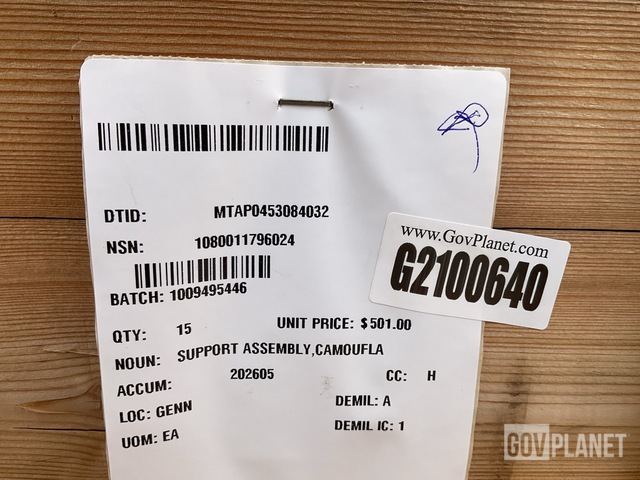 DTID: MTAP0453084032
NSN: 1080011796024
BATCH: 1009495446
QTY: 15 UNIT PRICE: $501.00
NOUN: SUPPORT ASSEMBLY,CAMOUFLA
ACCUM: 202605 CC: H
LOC: GENN DEMIL: A
UOM: EA DEMIL IC: 1
www.GovPlanet.com
G2100640
GOVPLANET